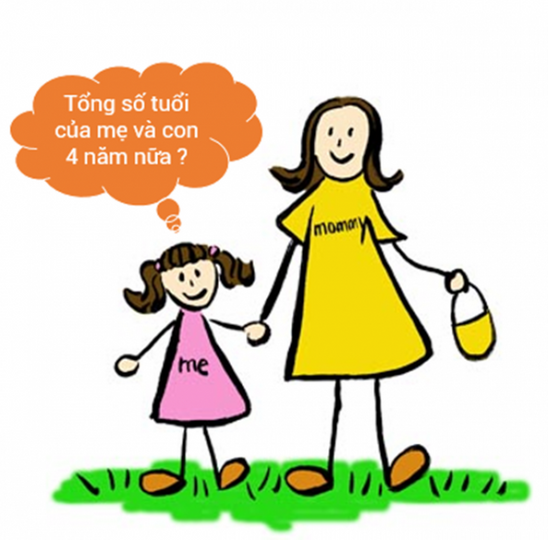 Tổng số tuổi
của mẹ và con
4 năm nữa ?
mommy
me